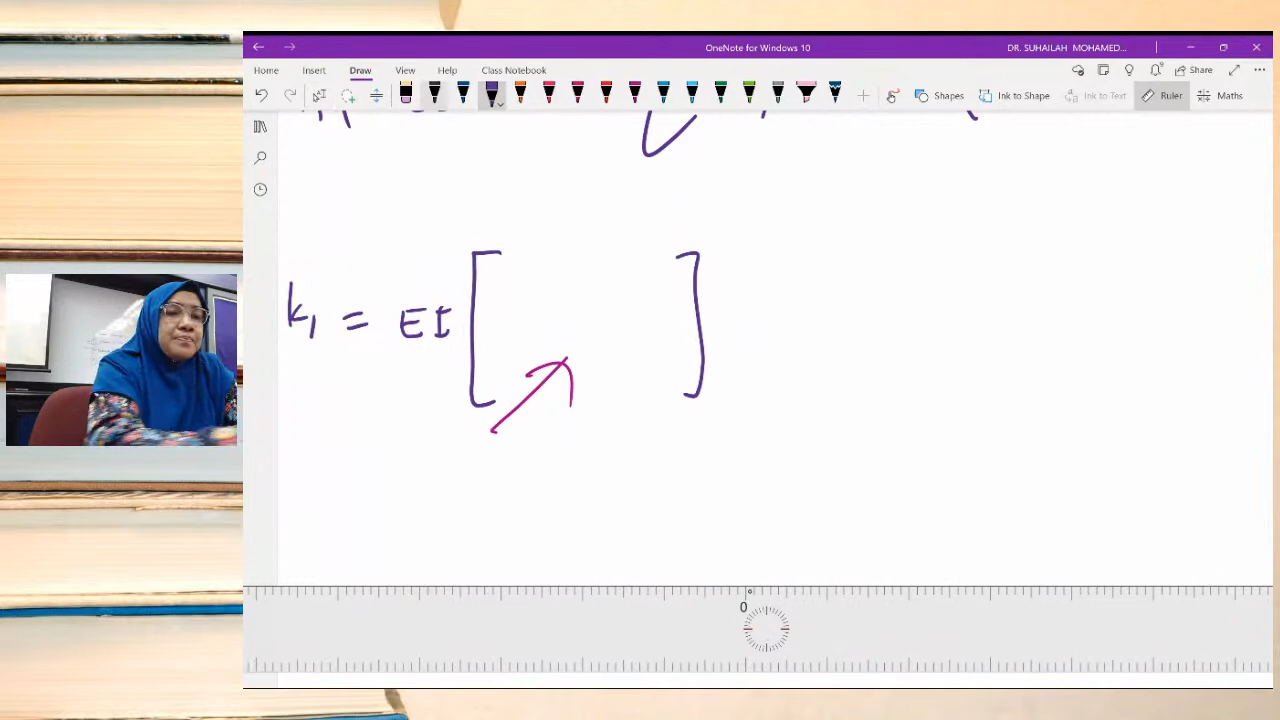 OneNote for Windows 10
DR. SUHAILAH MOHAMED...
Home Insert Draw View Help Class Notebook
Share
Shapes Ink to Shape Ink to Text Ruler Maths
k₁ = EI [ ]
0°